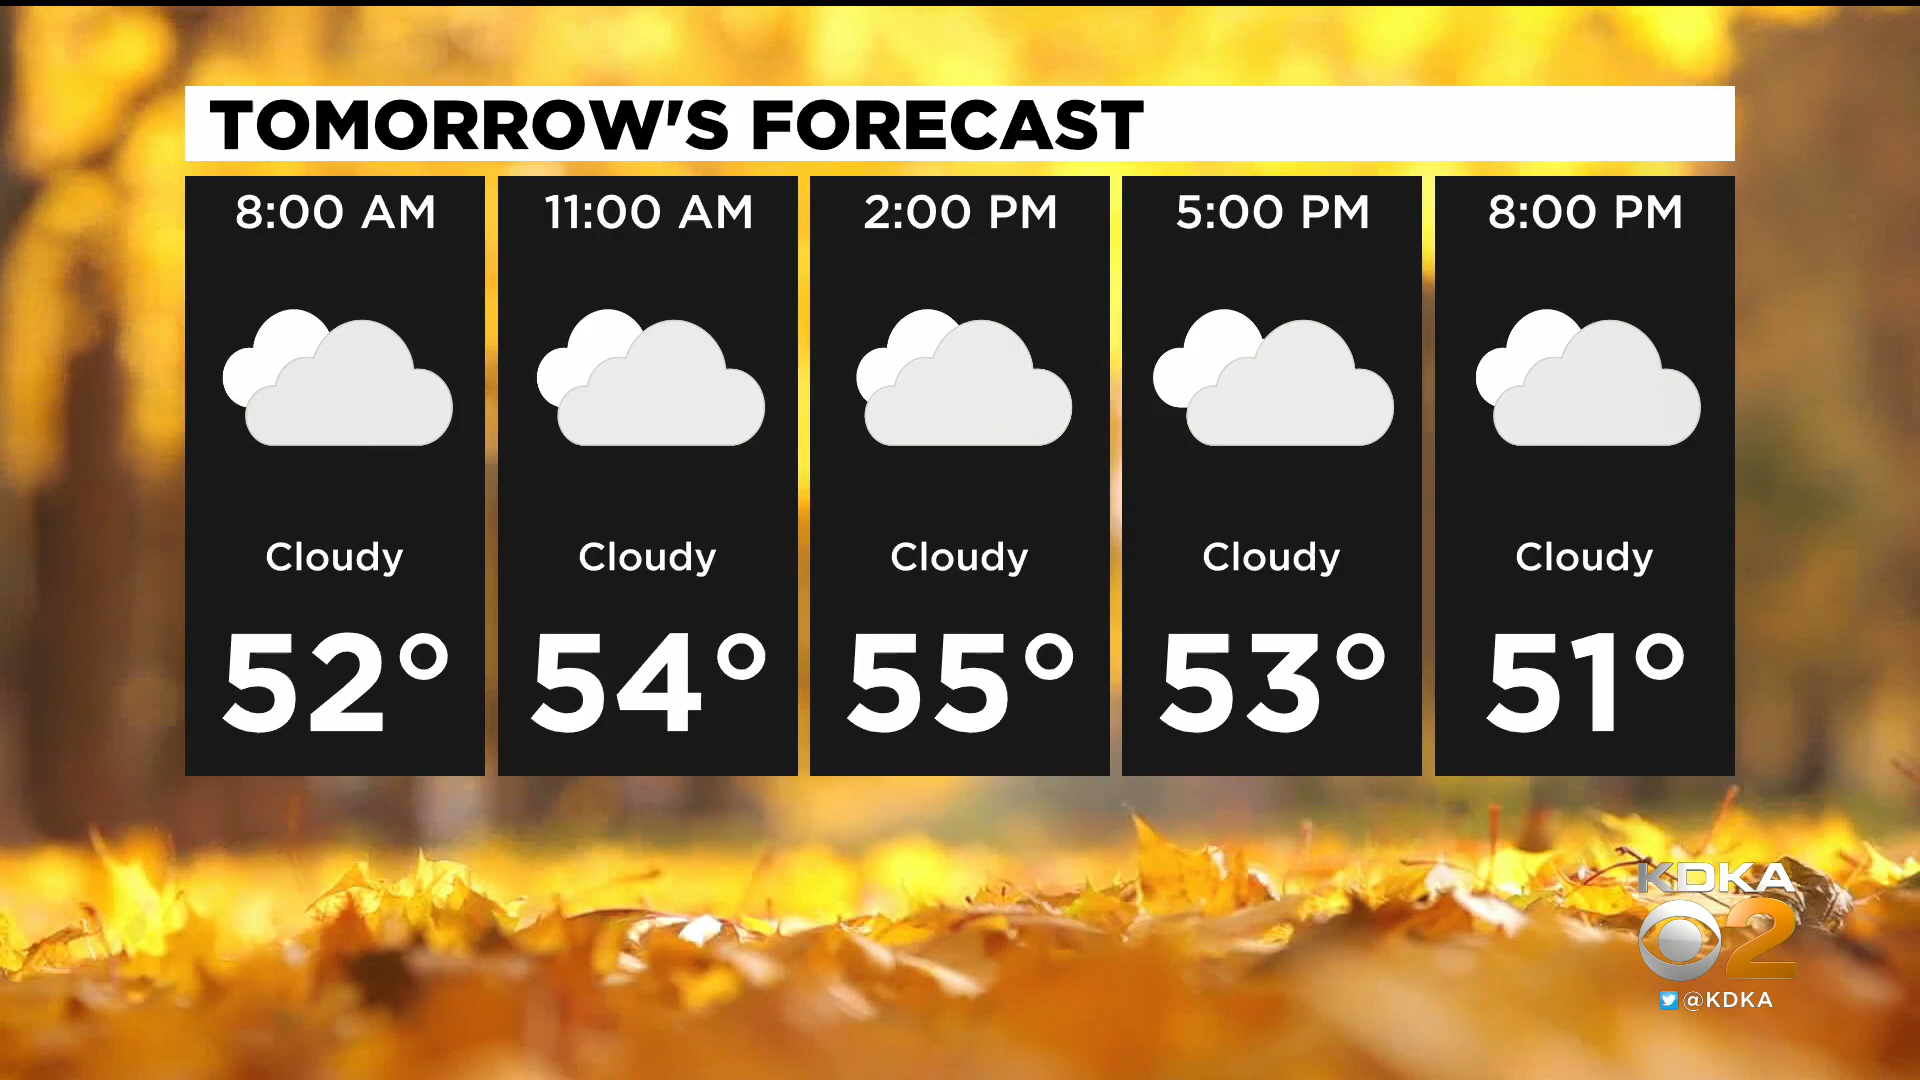 TOMORROW'S FORECAST
8:00 AM
Cloudy
52°
11:00 AM
Cloudy
54°
2:00 PM
Cloudy
55°
5:00 PM
Cloudy
53°
8:00 PM
Cloudy
51°
KDKA
2
@KDKA